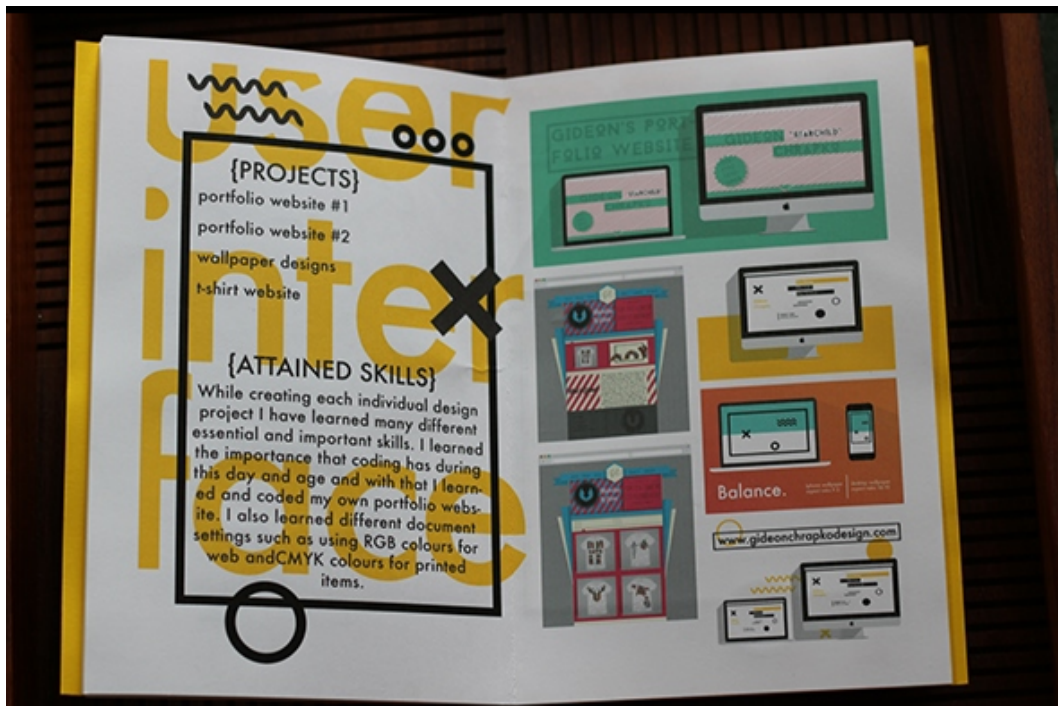 user
inter
face
{PROJECTS}
portfolio website #1
portfolio website #2
wallpaper designs
t-shirt website
{ATTAINED SKILLS}
While creating each individual design
project I have learned many different
essential and important skills. I learned
the importance that coding has during
this day and age and with that I learn-
ed and coded my own portfolio webs-
ite. I also learned different document
settings such as using RGB colours for
web andCMYK colours for printed
items.
GIDEON'S PORT-
FOLIO WEBSITE
GIDEON "STARCHILD"
CHRAPKO
GIDEON "STARCHILD"
CHRAPKO
Balance.
www.gideonchrapkodesign.com